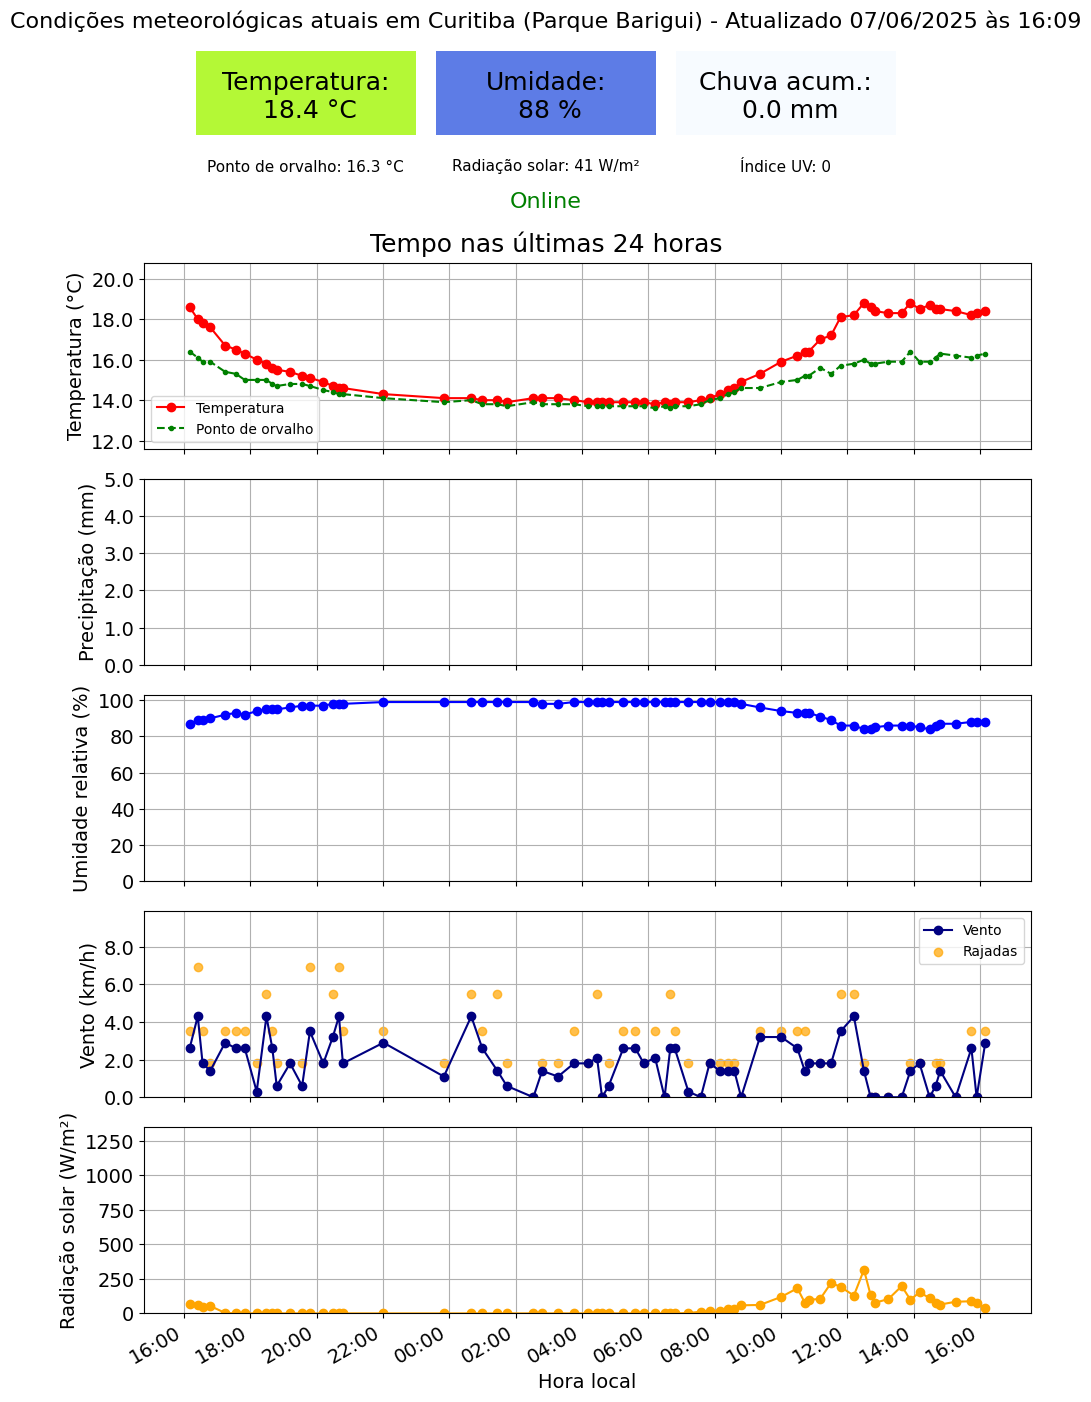 Condições meteorológicas atuais em Curitiba (Parque Barigui) - Atualizado 07/06/2025 às 16:09
Temperatura:
18.4 °C
Umidade:
88 %
Chuva acum.:
0.0 mm
Ponto de orvalho: 16.3 °C
Radiação solar: 41 W/m²
Índice UV: 0
Online
Tempo nas últimas 24 horas
Temperatura (°C)
20.0
18.0
16.0
14.0
12.0
Temperatura
Ponto de orvalho
Precipitação (mm)
5.0
4.0
3.0
2.0
1.0
0.0
Umidade relativa (%)
100
80
60
40
20
0
Vento (km/h)
8.0
6.0
4.0
2.0
0.0
Vento
Rajadas
Radiação solar (W/m²)
1250
1000
750
500
250
0
16:00
18:00
20:00
22:00
00:00
02:00
04:00
06:00
08:00
10:00
12:00
14:00
16:00
Hora local